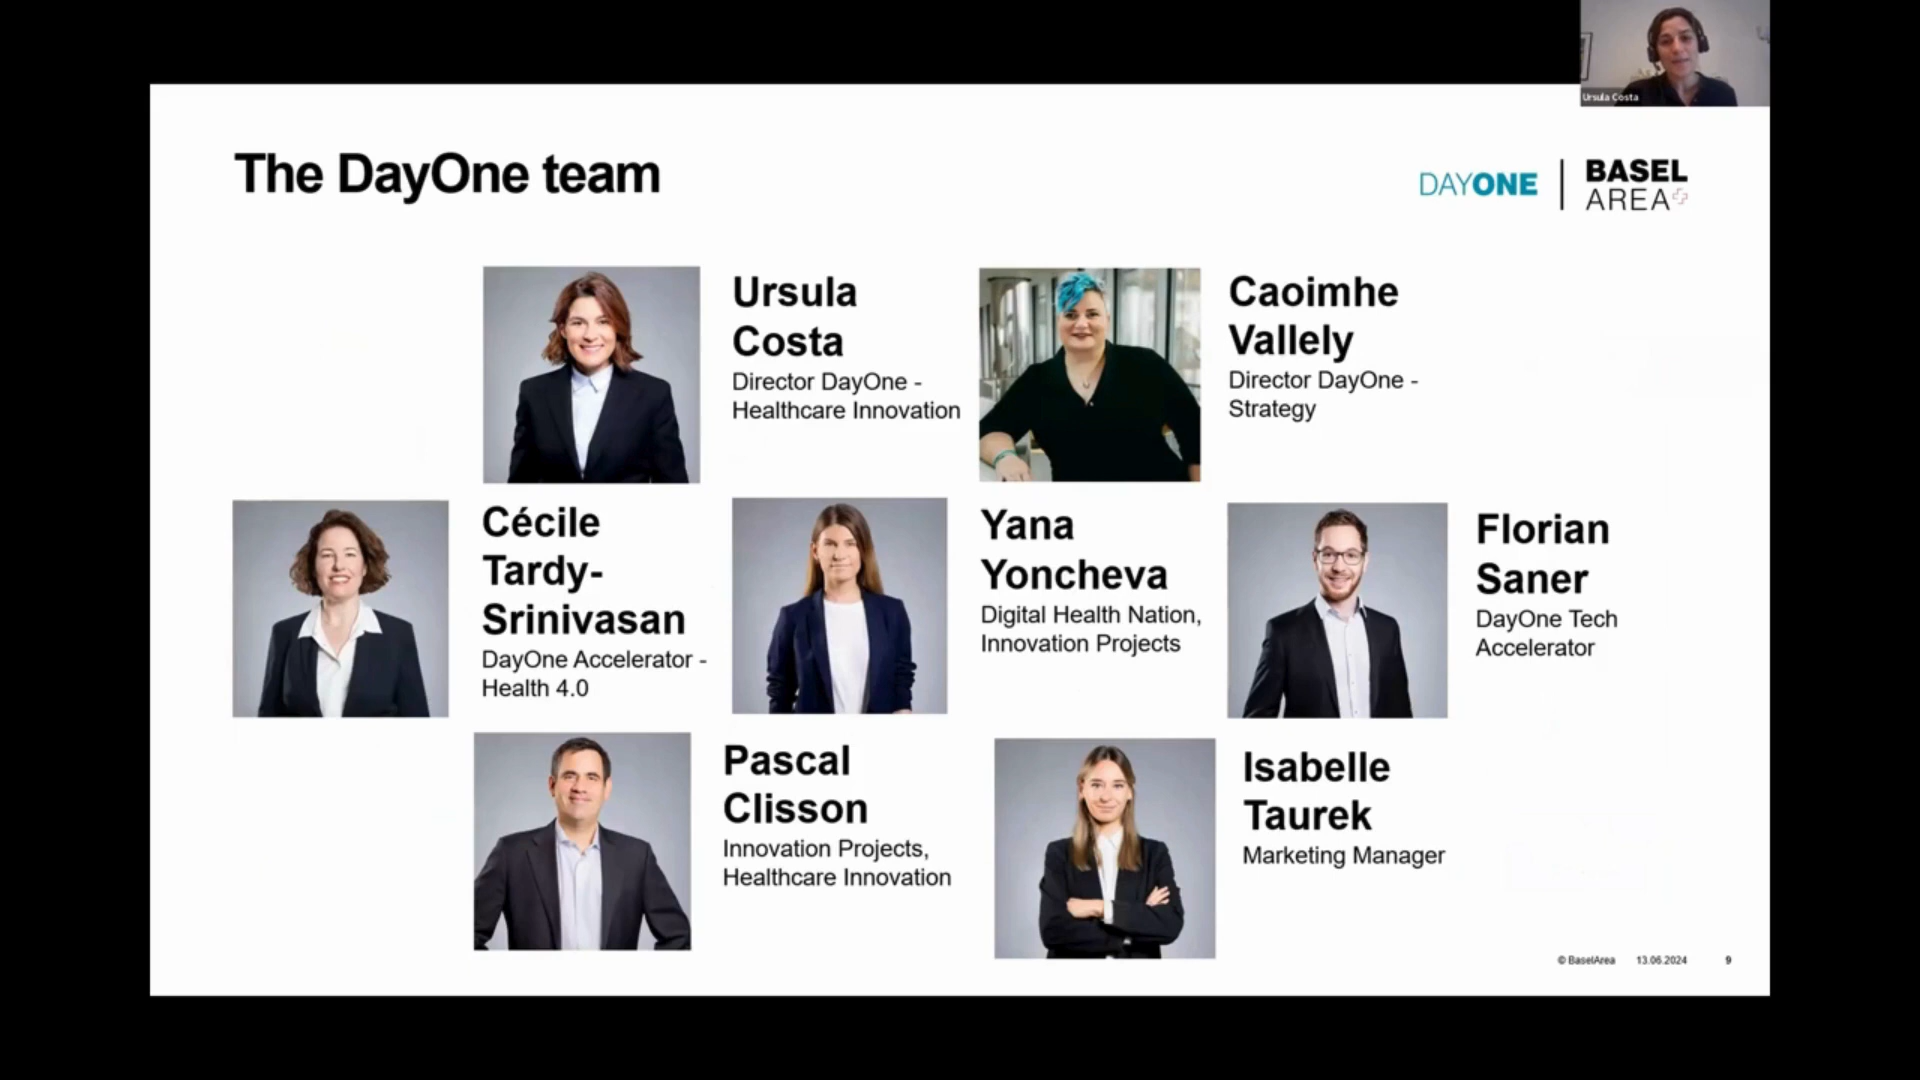 Ursula Costa
The DayOne team
DAYONE
BASEL
AREA
Ursula
Costa
Director DayOne -
Healthcare Innovation
Caoimhe
Vallely
Director DayOne -
Strategy
Cécile
Tardy-
Srinivasan
DayOne Accelerator -
Health 4.0
Yana
Yoncheva
Digital Health Nation,
Innovation Projects
Florian
Saner
DayOne Tech
Accelerator
Pascal
Clisson
Innovation Projects,
Healthcare Innovation
Isabelle
Taurek
Marketing Manager
© BaselArea 13.06.2024 9